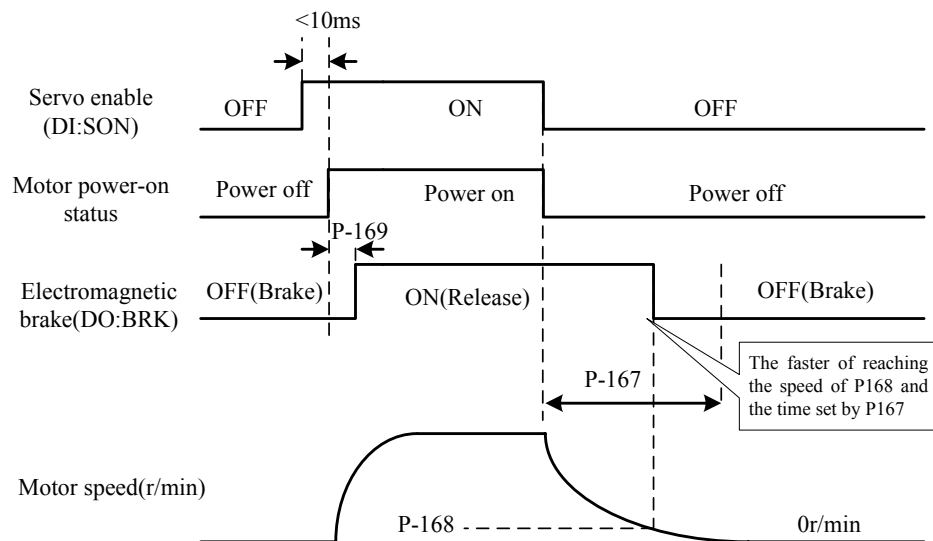 <10ms
Servo enable
(DI:SON)
OFF
ON
OFF
Motor power-on
status
Power off
Power on
Power off
P-169
Electromagnetic
brake(DO:BRK)
OFF(Brake)
ON(Release)
OFF(Brake)
The faster of reaching
the speed of P168 and
the time set by P167
P-167
Motor speed(r/min)
P-168
0r/min